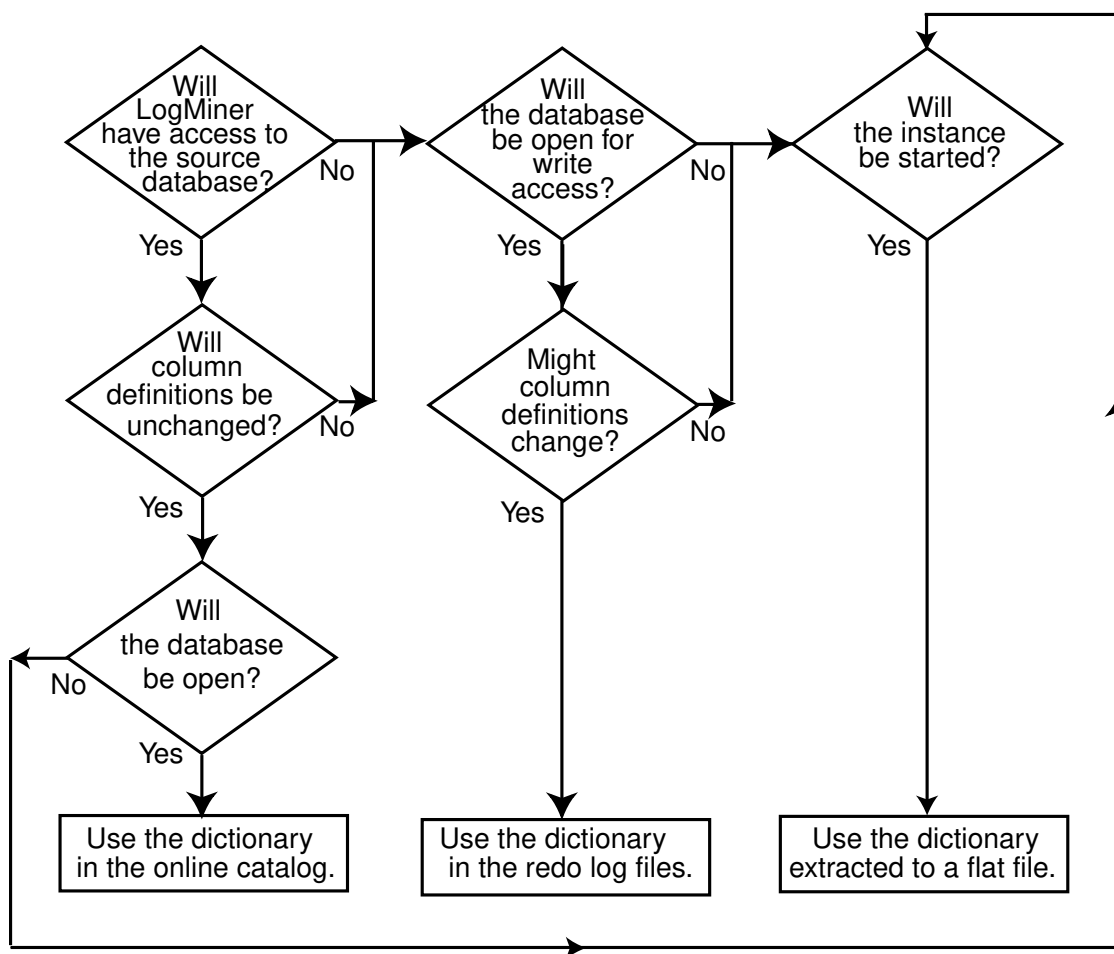 Will
LogMiner
have access to
the source
database?
No
Yes
Will
column
definitions be
unchanged?
No
Yes
Will
the database
be open?
No
Yes
Use the dictionary
in the online catalog.
Will
the database
be open for
write
access?
No
Yes
Might
column
definitions
change?
No
Yes
Use the dictionary
in the redo log files.
Will
the instance
be started?
Yes
Use the dictionary
extracted to a flat file.